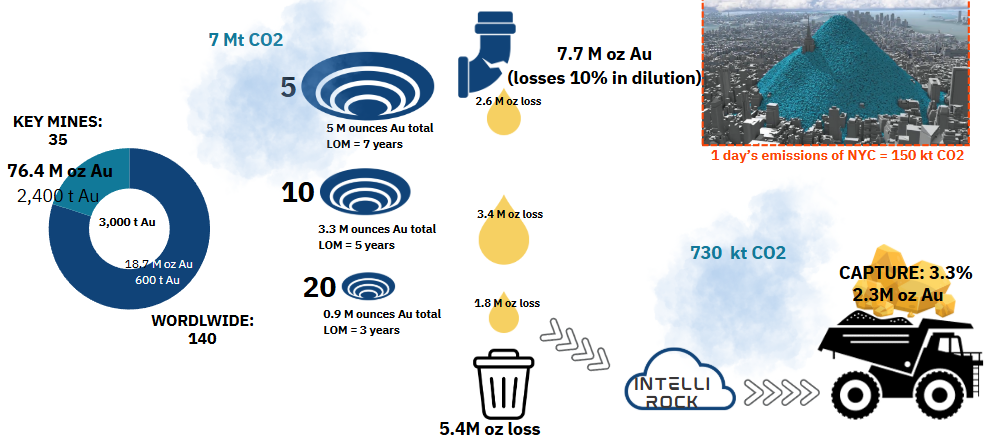 7 Mt CO2
KEY MINES:
35
76.4 M oz Au
2,400 t Au
3,000 t Au
18.7 M oz Au
600 t Au
WORDLWIDE:
140
5
5 M ounces Au total
LOM = 7 years
10
3.3 M ounces Au total
LOM = 5 years
20
0.9 M ounces Au total
LOM = 3 years
7.7 M oz Au
(losses 10% in dilution)
2.6 M oz loss
3.4 M oz loss
1.8 M oz loss
5.4M oz loss
1 day's emissions of NYC = 150 kt CO2
730 kt CO2
INTELLI
ROCK
CAPTURE: 3.3%
2.3M oz Au